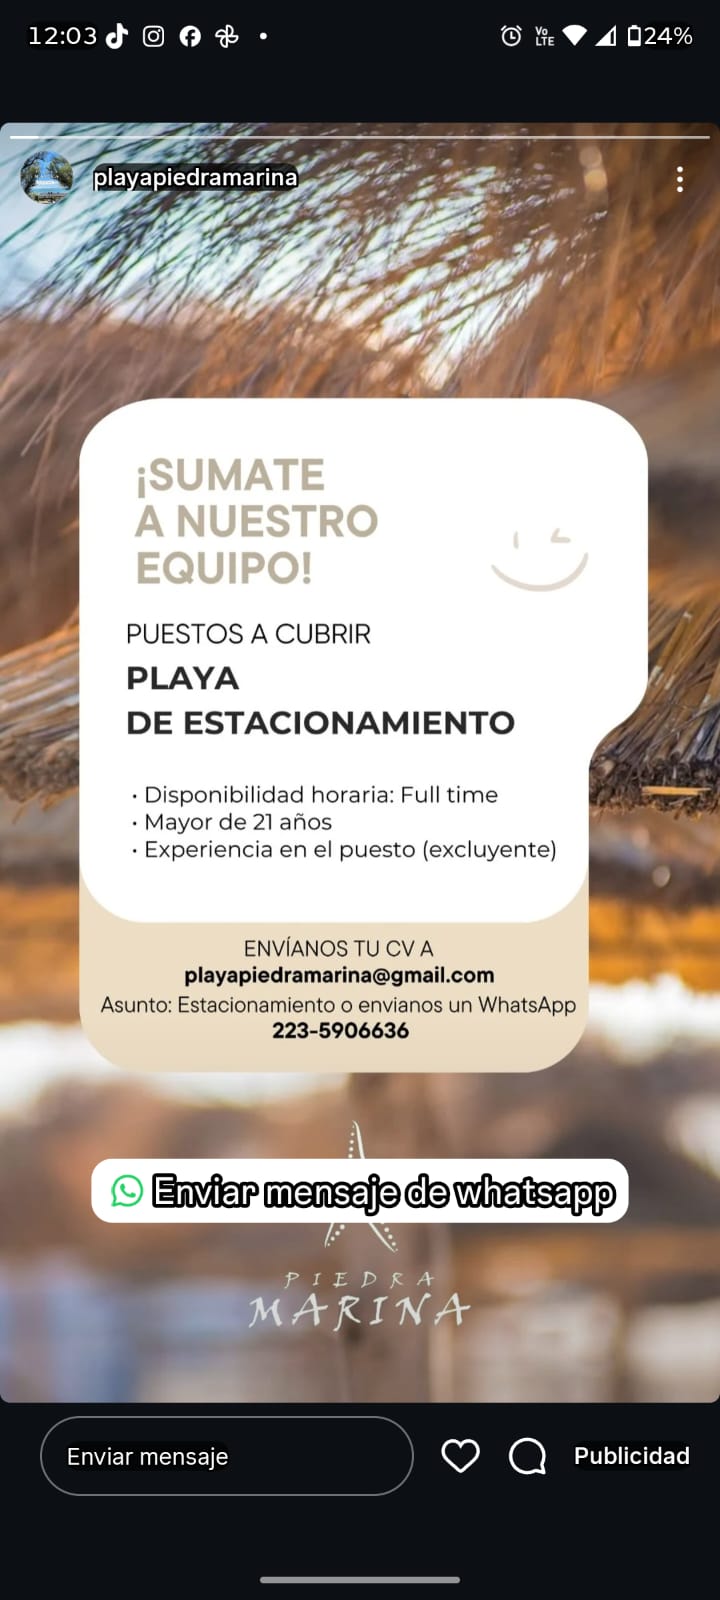 12:03
Vo
LTE
24%
playapiedramarina
¡SUMATE
A NUESTRO
EQUIPO!
PUESTOS A CUBRIR
PLAYA
DE ESTACIONAMIENTO
• Disponibilidad horaria: Full time
• Mayor de 21 años
• Experiencia en el puesto (excluyente)
ENVÍANOS TU CV A
playapiedramarina@gmail.com
Asunto: Estacionamiento o envianos un WhatsApp
223-5906636
Enviar mensaje de whatsapp
PIEDRA
MARINA
Enviar mensaje
Publicidad